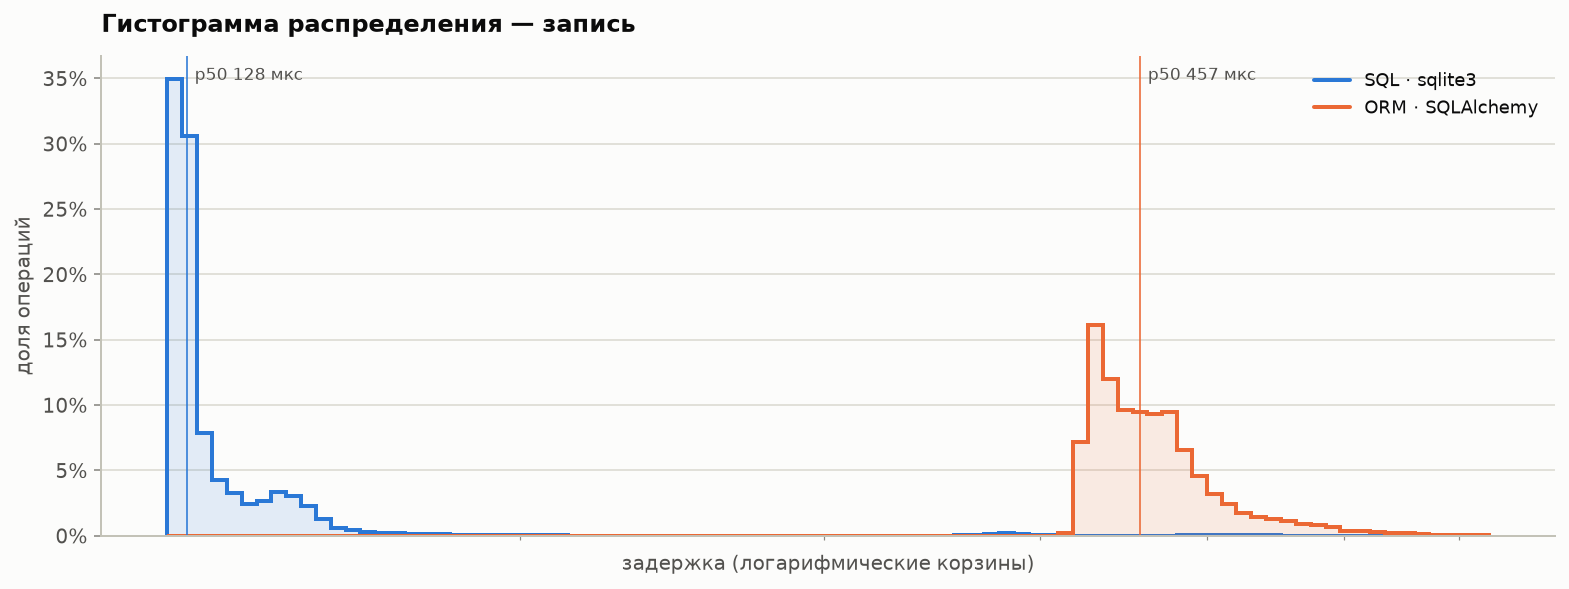 Гистограмма распределения — запись
p50 128 мкс
p50 457 мкс
SQL · sqlite3
ORM · SQLAlchemy
35%
30%
25%
20%
15%
10%
5%
0%
доля операций
задержка (логарифмические корзины)